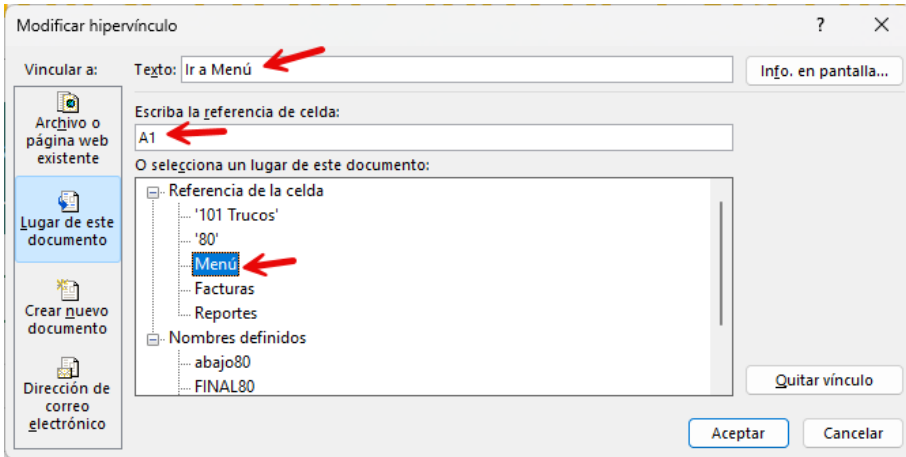 Modificar hipervínculo
?
Vincular a:
Texto:
Ir a Menú
Info. en pantalla...
Archivo o
página web
existente
Escriba la referencia de celda:
A1
O selecciona un lugar de este documento:
Referencia de la celda
'101 Trucos'
'80'
Menú
Facturas
Reportes
Nombres definidos
abajo80
FINAL80
Lugar de este
documento
Crear nuevo
documento
Dirección de
correo
electrónico
Quitar vínculo
Aceptar
Cancelar